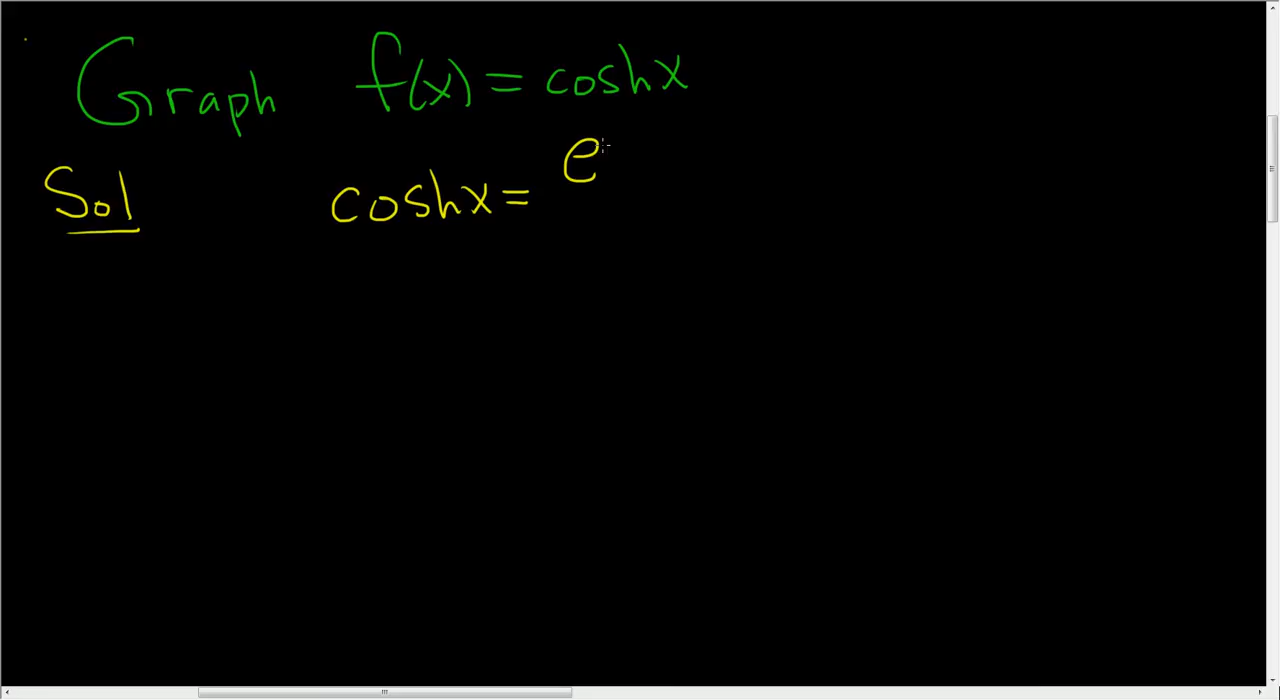 Graph f(x) = coshx
Sol coshx = e